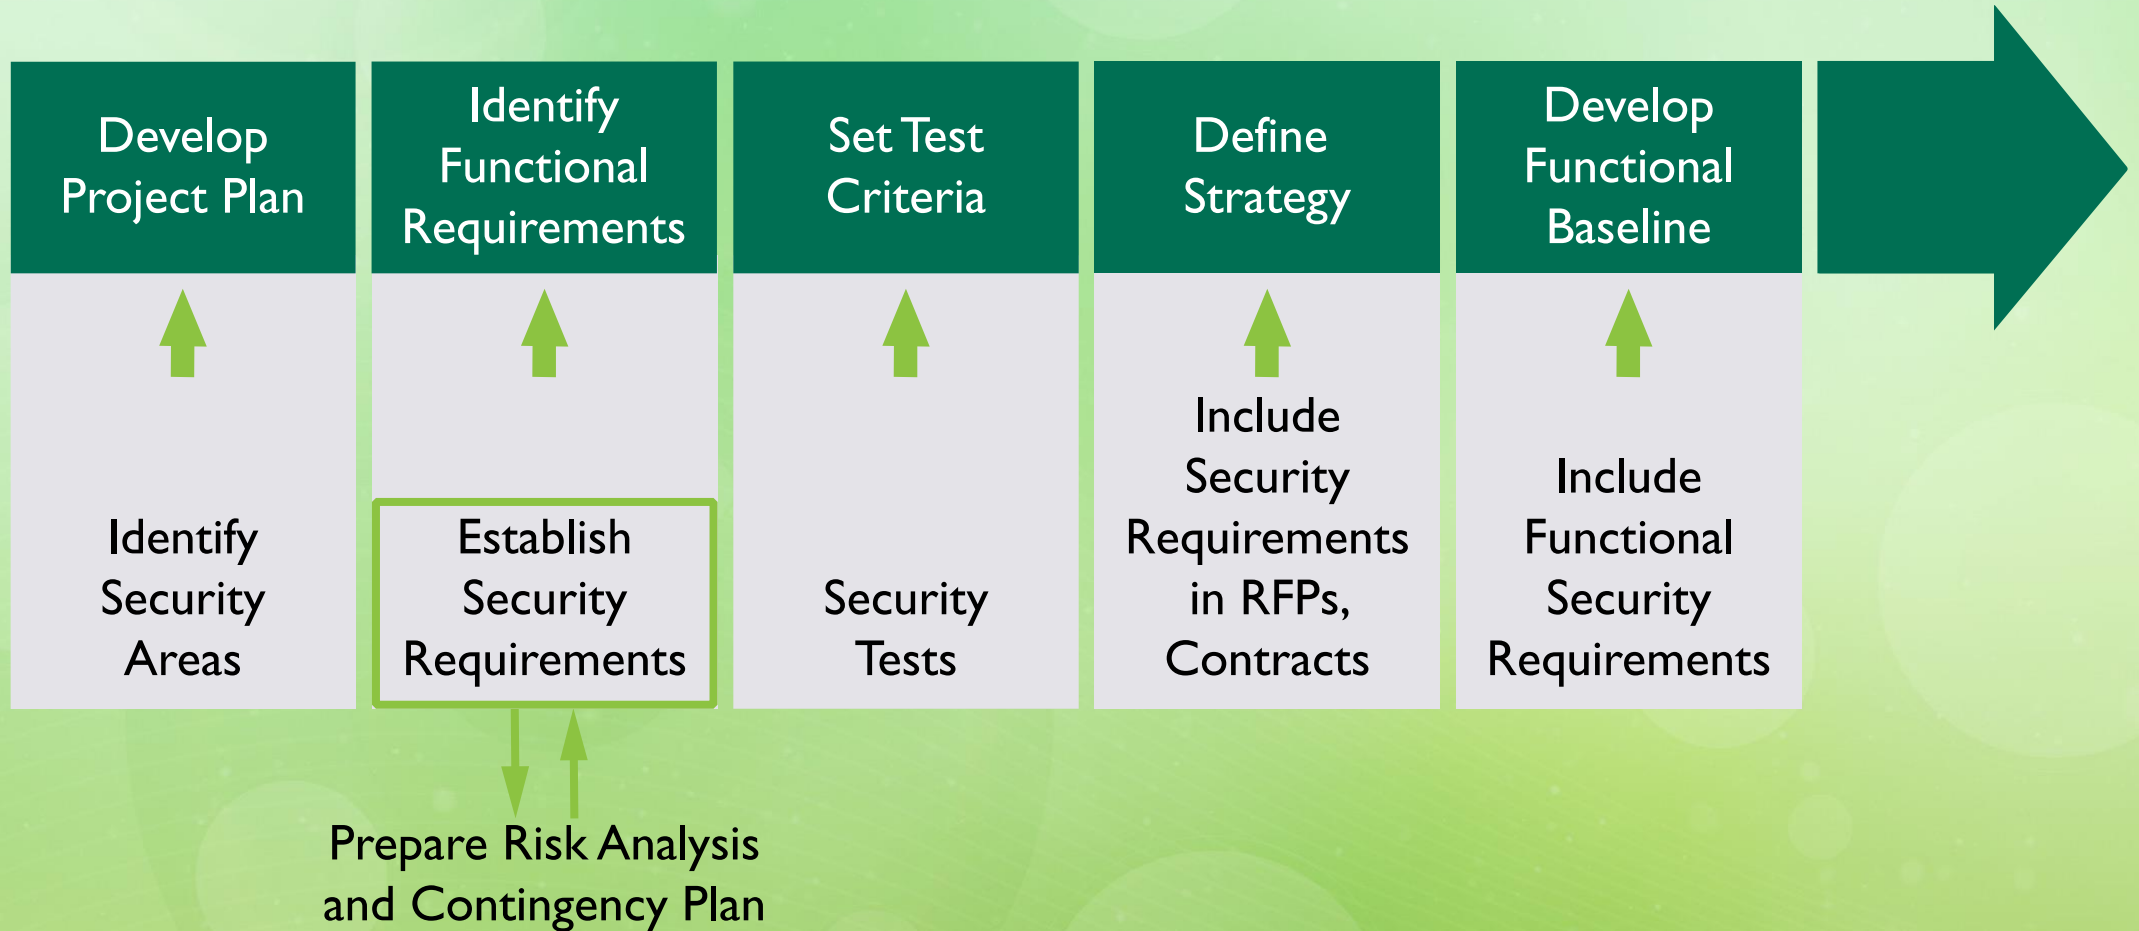 Develop
Project Plan
Identify
Functional
Requirements
Set Test
Criteria
Define
Strategy
Develop
Functional
Baseline
Identify
Security
Areas
Establish
Security
Requirements
Security
Tests
Include
Security
Requirements
in RFPs,
Contracts
Include
Functional
Security
Requirements
Prepare Risk Analysis
and Contingency Plan